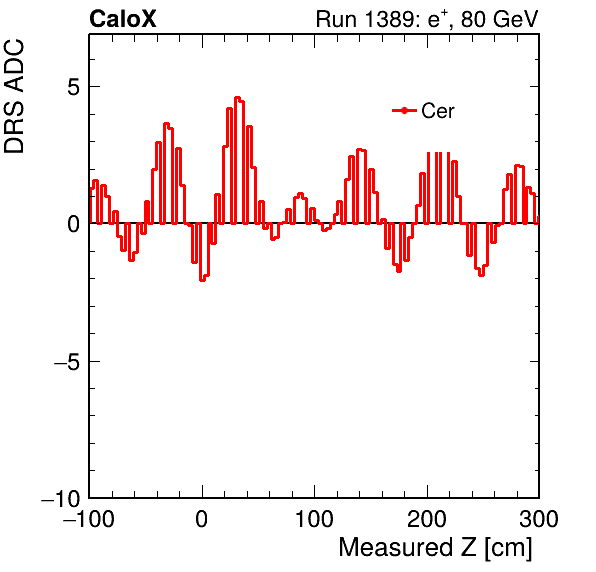 CaloX
Run 1389: e+, 80 GeV
DRS ADC
Cer
5
0
−5
−10
−100 0 100 200 300
Measured Z [cm]